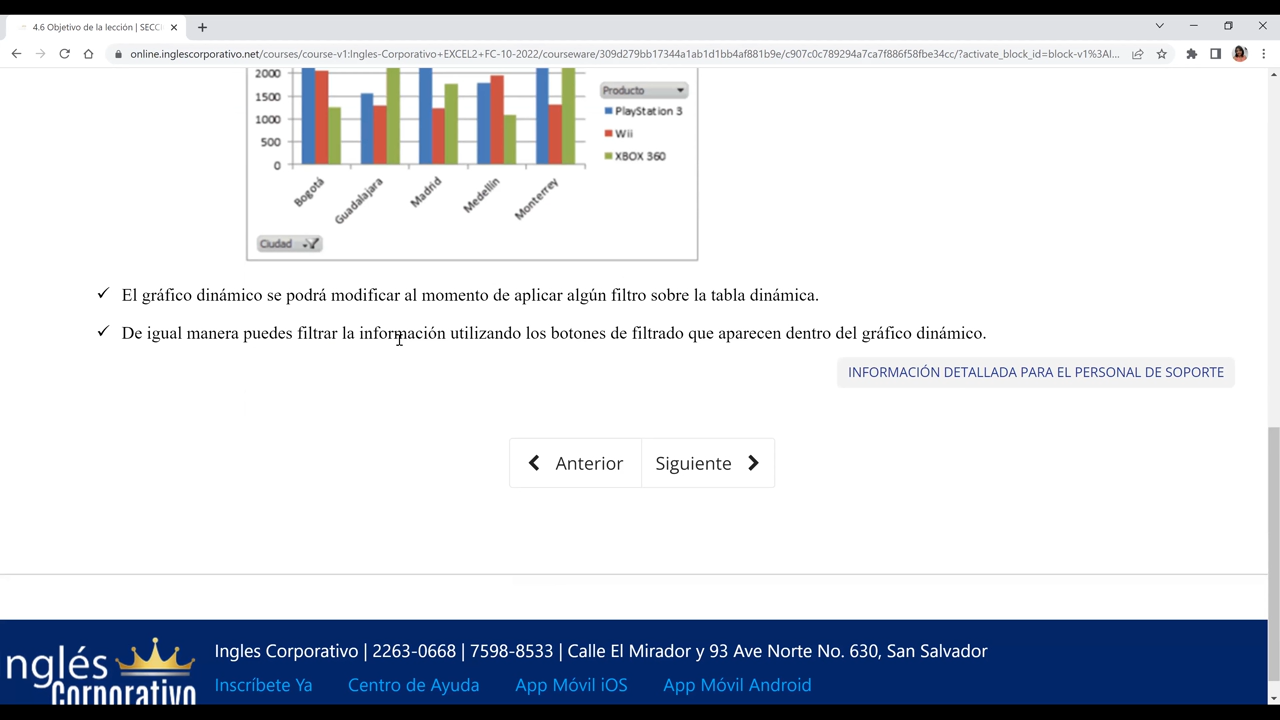 4.6 Objetivo de la lección | SECCI
online.inglescorporativo.net/courses/course-v1:Ingles-Corporativo+EXCEL2+FC-10-2022/courseware/309d279bb17344a1ab1d1bb4af881b9e/c907c0c789294a7ca7f886f58fbe34cc/?activate_block_id=block-v1%3AI...
2000
1500
1000
500
0
Producto
PlayStation 3
Wii
XBOX 360
Bogotá
Guadalajara
Madrid
Medellín
Monterrey
Ciudad
✓ El gráfico dinámico se podrá modificar al momento de aplicar algún filtro sobre la tabla dinámica.
✓ De igual manera puedes filtrar la información utilizando los botones de filtrado que aparecen dentro del gráfico dinámico.
INFORMACIÓN DETALLADA PARA EL PERSONAL DE SOPORTE
Anterior
Siguiente
nglés
Corporativo
Ingles Corporativo | 2263-0668 | 7598-8533 | Calle El Mirador y 93 Ave Norte No. 630, San Salvador
Inscríbete Ya Centro de Ayuda App Móvil iOS App Móvil Android